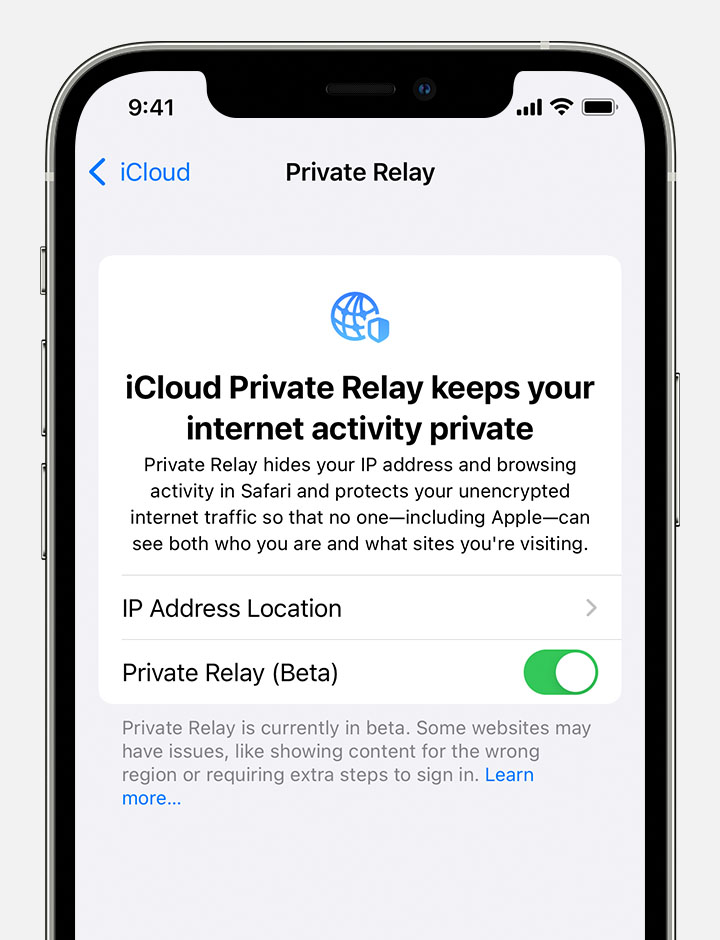 9:41
iCloud
Private Relay
iCloud Private Relay keeps your
internet activity private
Private Relay hides your IP address and browsing
activity in Safari and protects your unencrypted
internet traffic so that no one—including Apple—can
see both who you are and what sites you're visiting.
IP Address Location
Private Relay (Beta)
Private Relay is currently in beta. Some websites may
have issues, like showing content for the wrong
region or requiring extra steps to sign in. Learn
more...